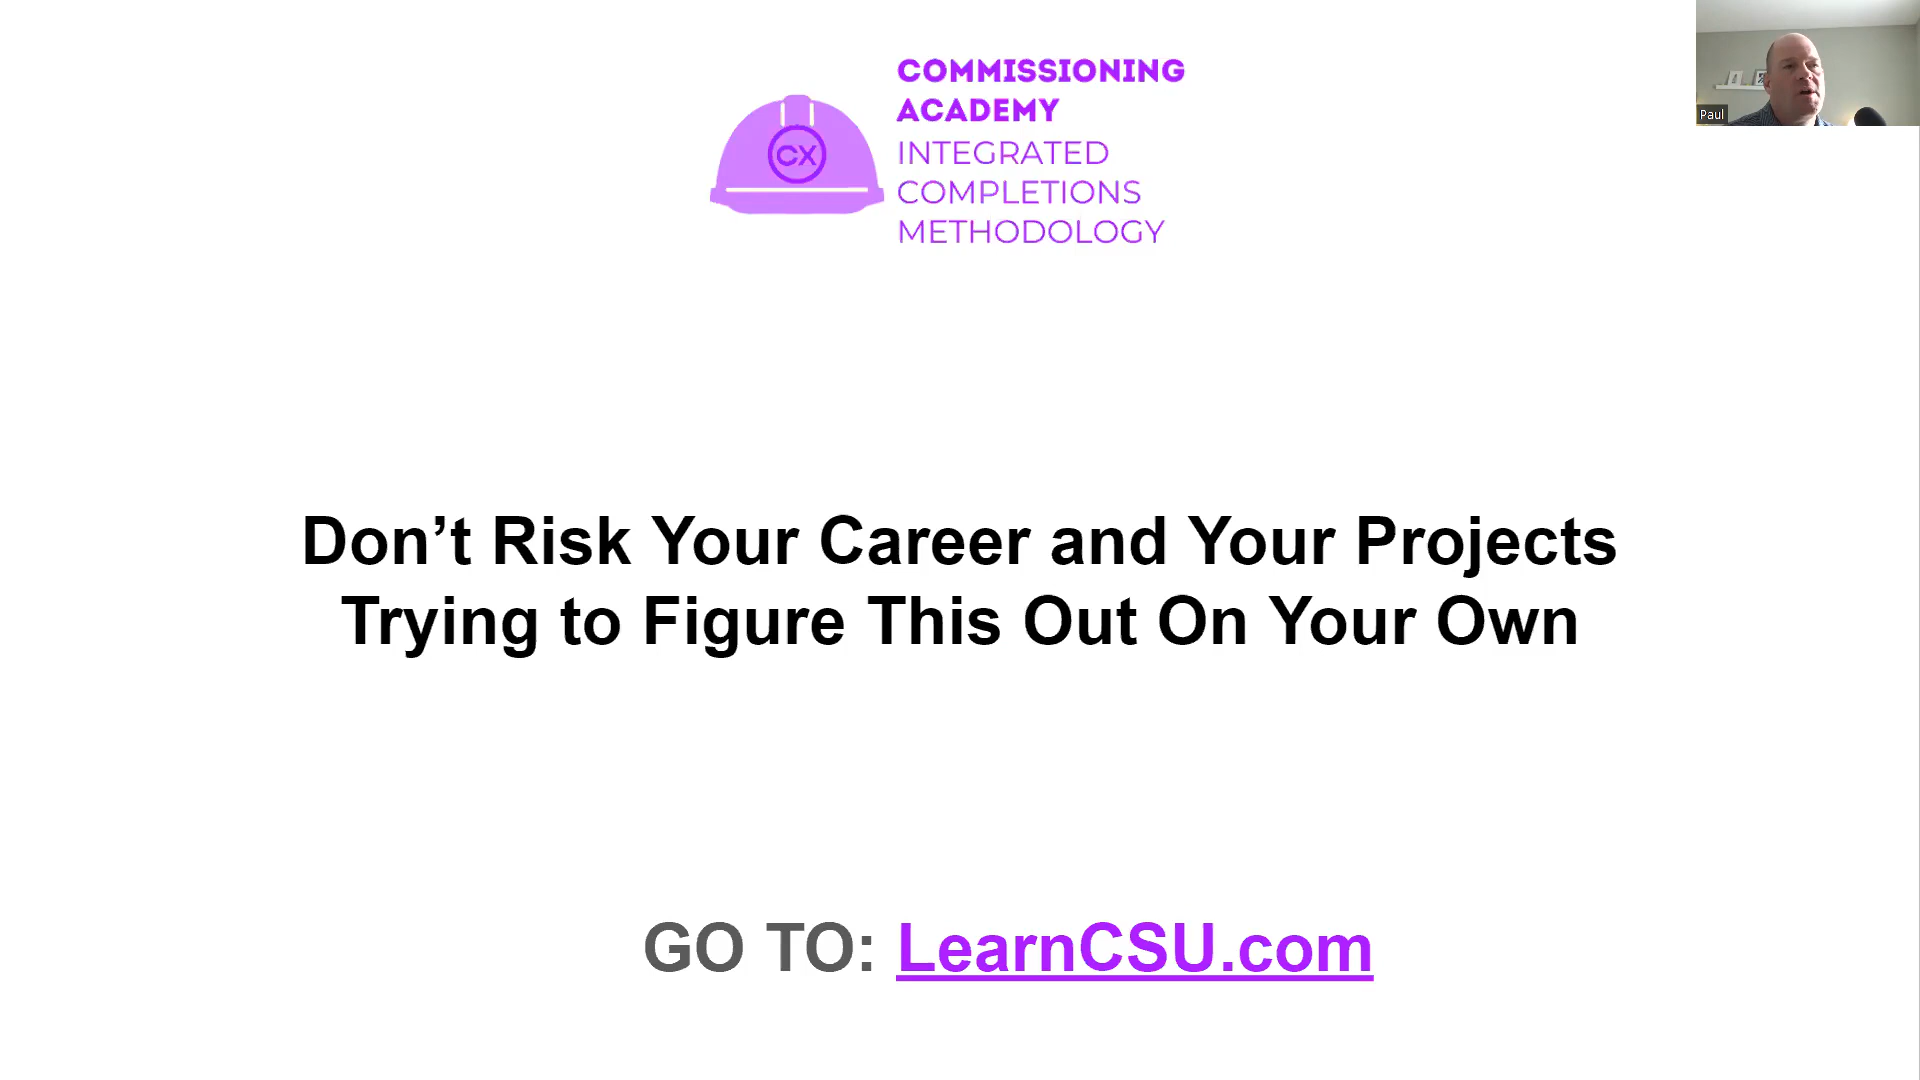 COMMISSIONING
ACADEMY
INTEGRATED
COMPLETIONS
METHODOLOGY
CX
Paul
Don’t Risk Your Career and Your Projects
Trying to Figure This Out On Your Own
GO TO: LearnCSU.com